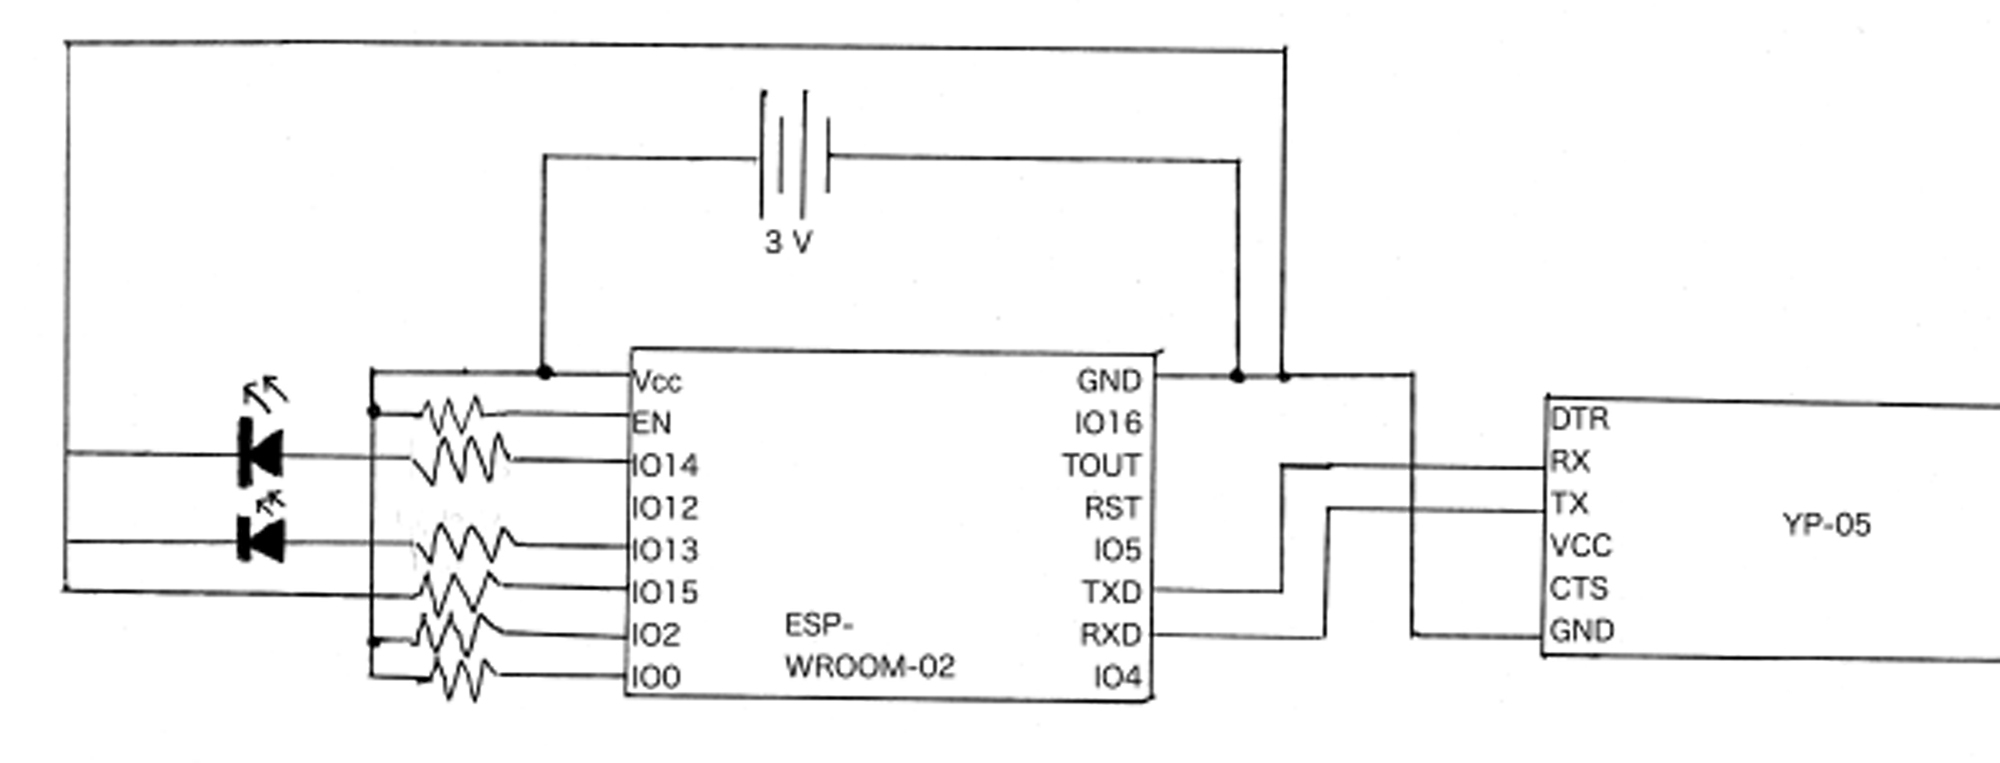 3 V
Vcc
EN
IO14
IO12
IO13
IO15
IO2
IO0
ESP-
WROOM-02
GND
IO16
TOUT
RST
IO5
TXD
RXD
IO4
DTR
RX
TX
VCC
CTS
GND
YP-05